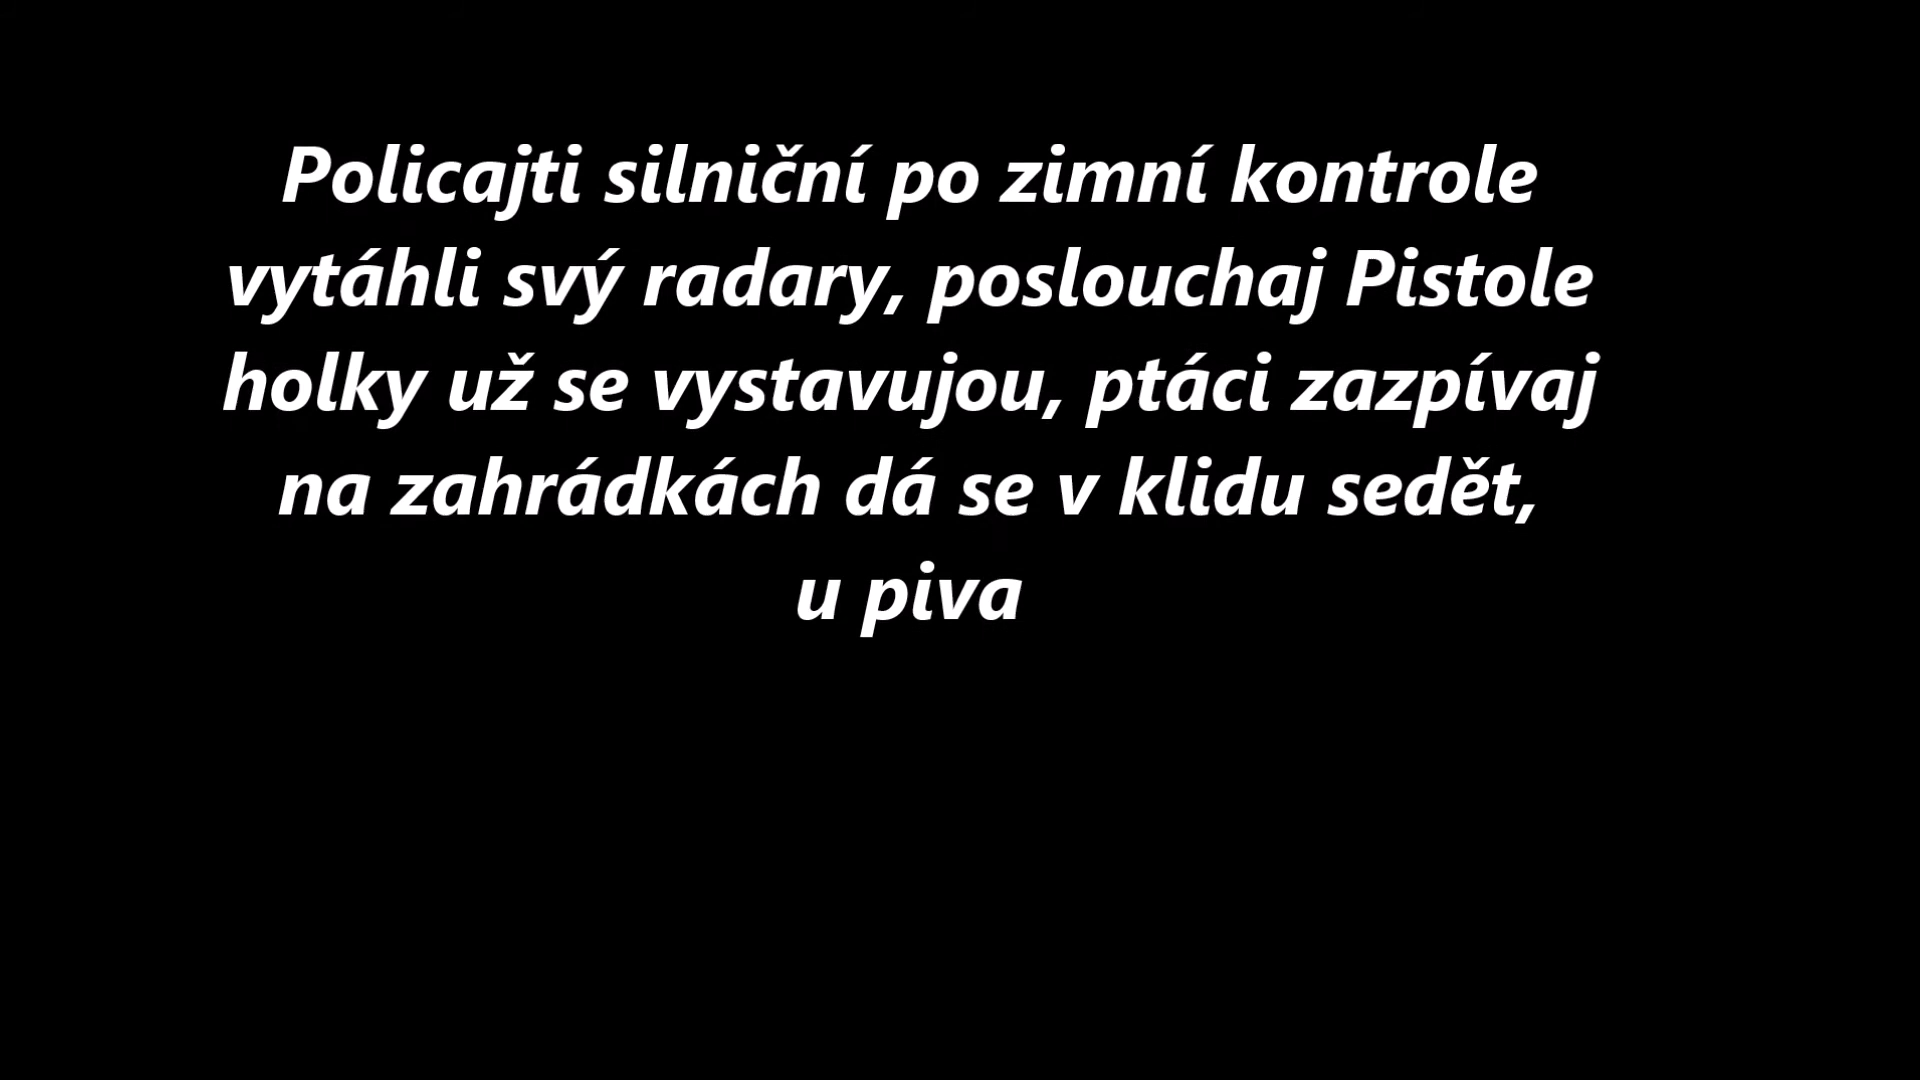 Policajti silniční po zimní kontrole
vytáhli svý radary, poslouchaj Pistole
holky už se vystavujou, ptáci zazpívaj
na zahrádkách dá se v klidu sedět,
u piva